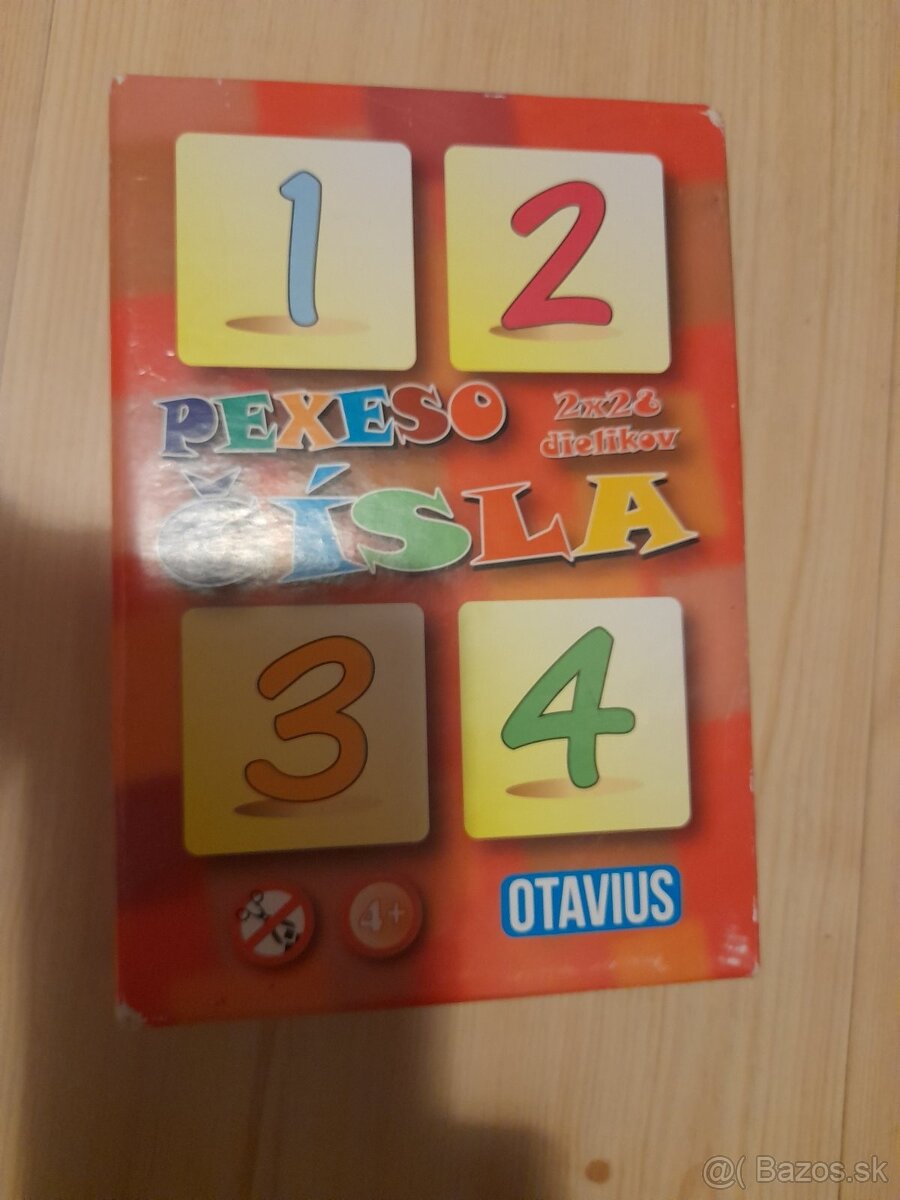 1 2
PEXESO
2x28
dielikov
ČÍSLA
3 4
4+
OTAVIUS
@( Bazos.sk